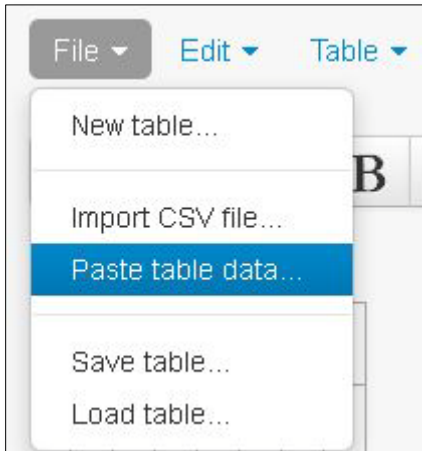 File Edit Table
New table...
B
Import CSV file...
Paste table data...
Save table...
Load table...